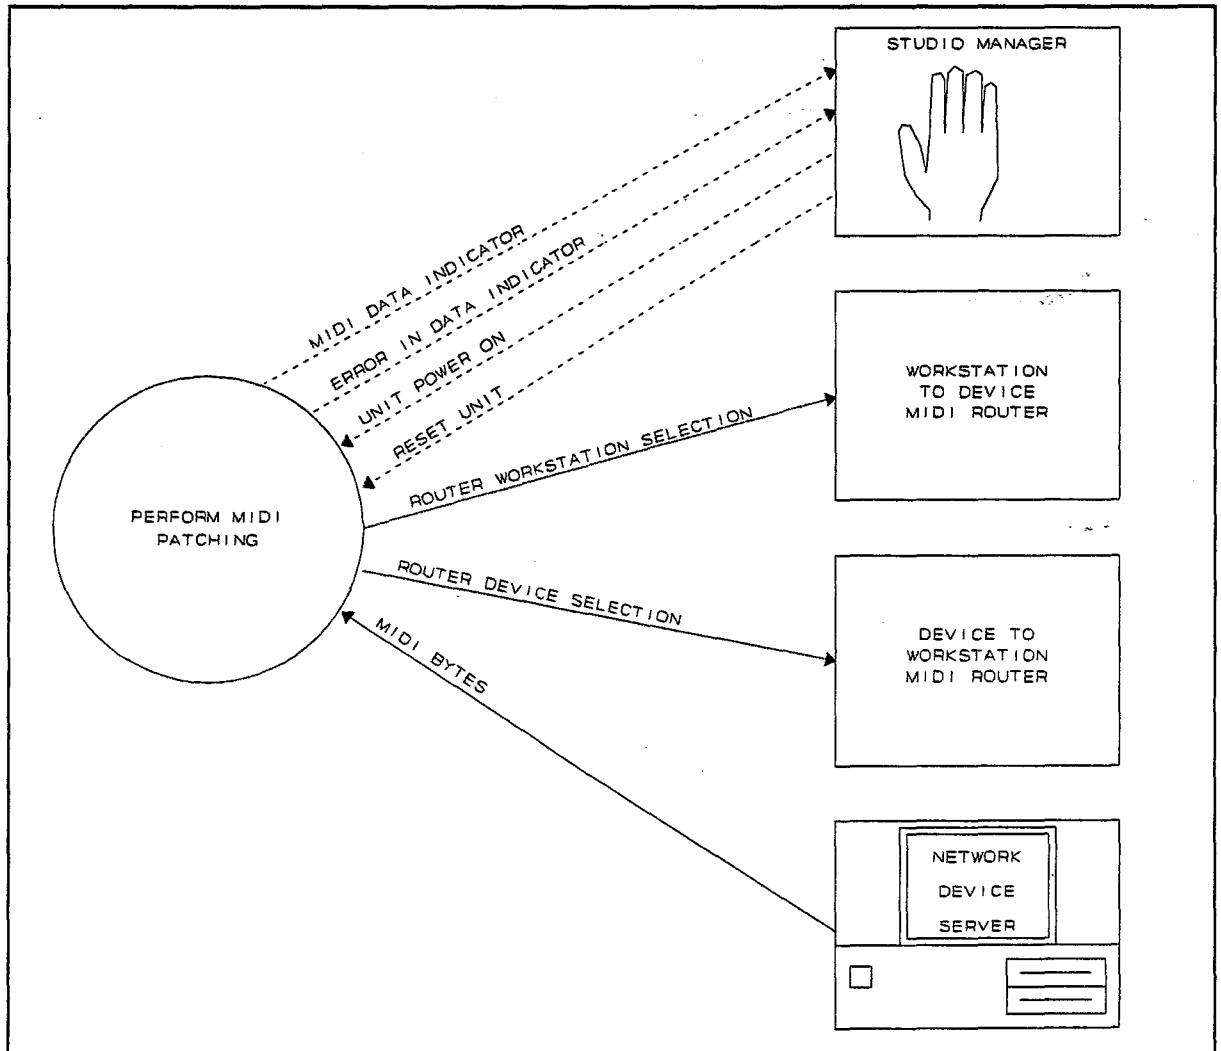 STUDIO MANAGER
MIDI DATA INDICATOR
ERROR IN DATA INDICATOR
UNIT POWER ON
RESET UNIT
ROUTER WORKSTATION SELECTION
WORKSTATION
TO DEVICE
MIDI ROUTER
PERFORM MIDI
PATCHING
ROUTER DEVICE SELECTION
MIDI BYTES
DEVICE TO
WORKSTATION
MIDI ROUTER
NETWORK
DEVICE
SERVER